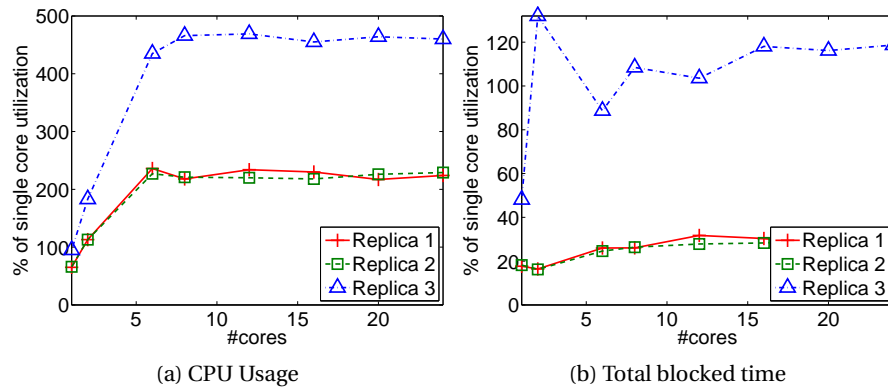 500
400
300
200
100
0
% of single core utilization
5 10 15 20
#cores
Replica 1
Replica 2
Replica 3
(a) CPU Usage
120
100
80
60
40
20
0
% of single core utilization
5 10 15 20
#cores
Replica 1
Replica 2
Replica 3
(b) Total blocked time